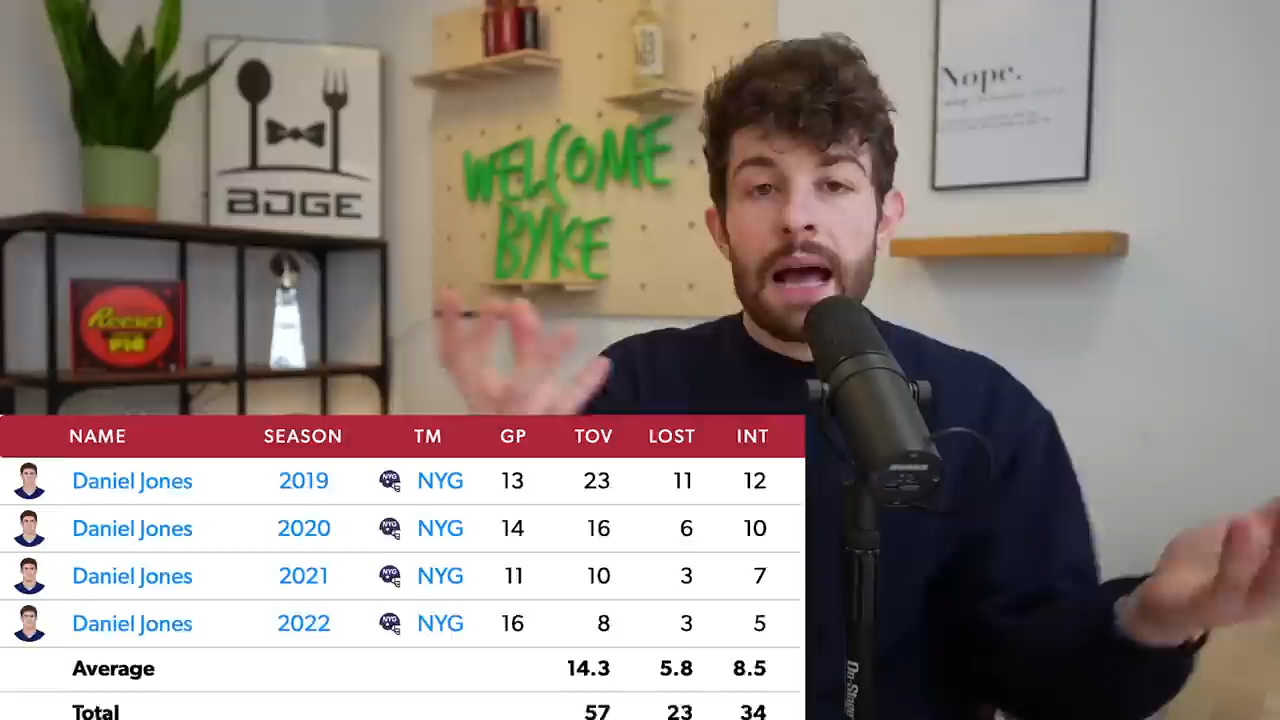 Nope.
WELCOME
BYKE
BDGE
Reese's
PIE
NAME SEASON TM GP TOV LOST INT
Daniel Jones 2019 NYG 13 23 11 12
Daniel Jones 2020 NYG 14 16 6 10
Daniel Jones 2021 NYG 11 10 3 7
Daniel Jones 2022 NYG 16 8 3 5
Average 14.3 5.8 8.5
Total 57 23 34